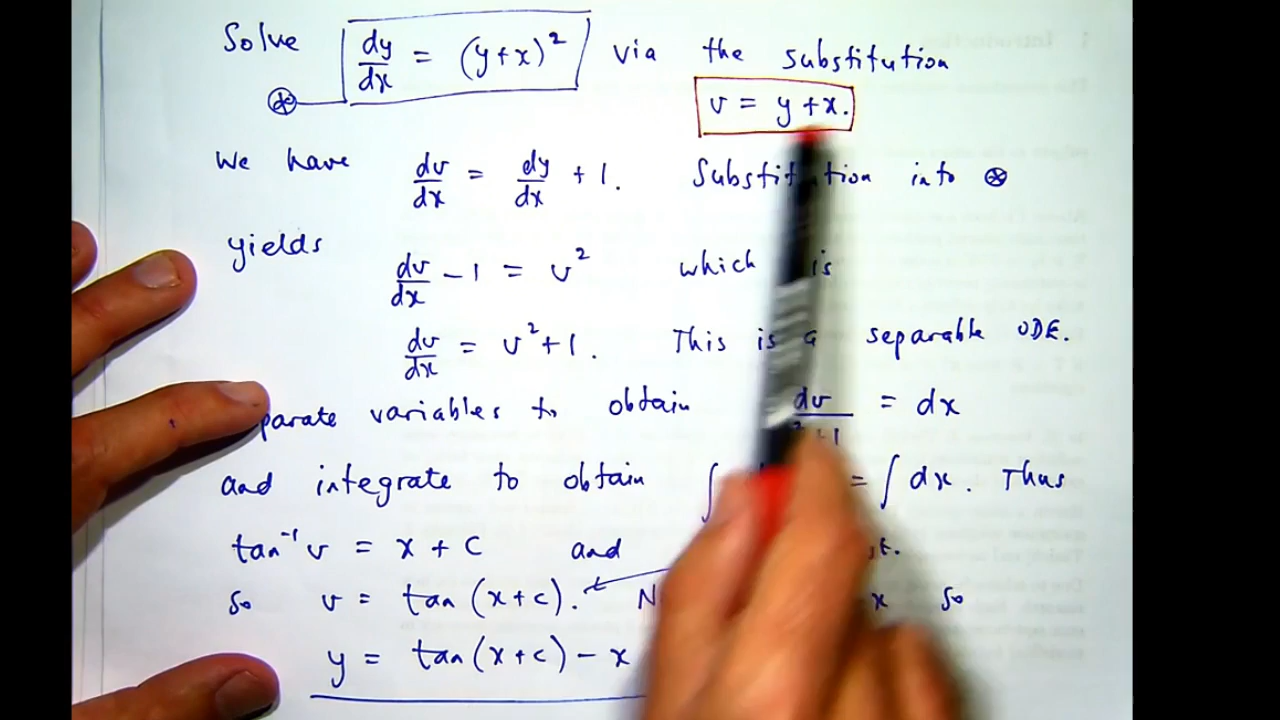 Solve dy/dx = (y+x)² via the substitution
⊛ v = y+x.
We have dv/dx = dy/dx + 1. Substitution into ⊛
yields dv/dx - 1 = v² which is
dv/dx = v²+1. This is a separable ODE.
variables to obtain dv = dx
and integrate to obtain ∫ = ∫ dx. Thus
tan⁻¹ v = x + C and
so v = tan(x+c). x so
y = tan(x+c) - x